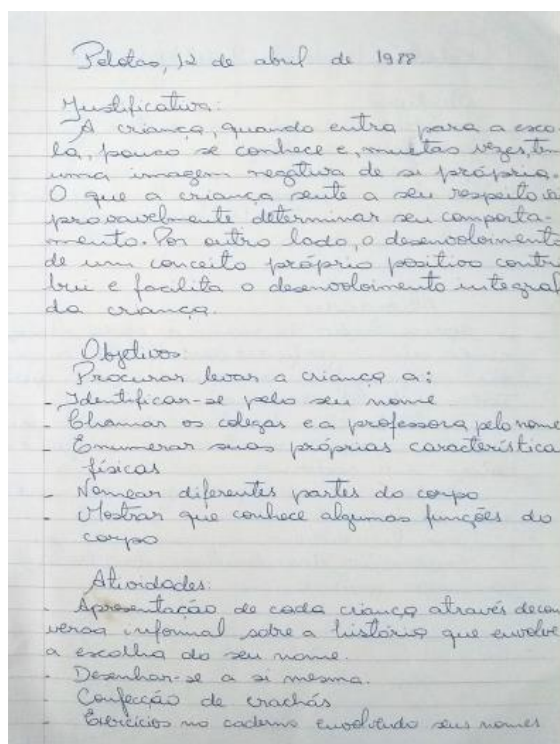 Pelotas, 12 de abril de 1988
Justificativa:
A criança, quando entra para a esco
la, pouco se conhece e, muitas vezes, tem
uma imagem negativa de si própria.
O que a criança sente a seu respeito vai
provavelmente determinar seu comporta
mento. Por outro lado, o desenvolvimento
de um conceito próprio positivo contri
bui e facilita o desenvolvimento integral
da criança.
Objetivos:
Procurar levar a criança a:
- Identificar-se pelo seu nome
- Chamar os colegas e a professora pelo nome
- Enumerar suas próprias característica
físicas
- Nomear diferentes partes do corpo
- Mostrar que conhece algumas funções do
corpo
Atividades:
- Apresentação de cada criança através de con
versa informal sobre a história que envolve
a escolha do seu nome.
- Desenhar-se a si mesma.
- Confecção de crachás
- Exercícios no caderno envolvendo seus nomes